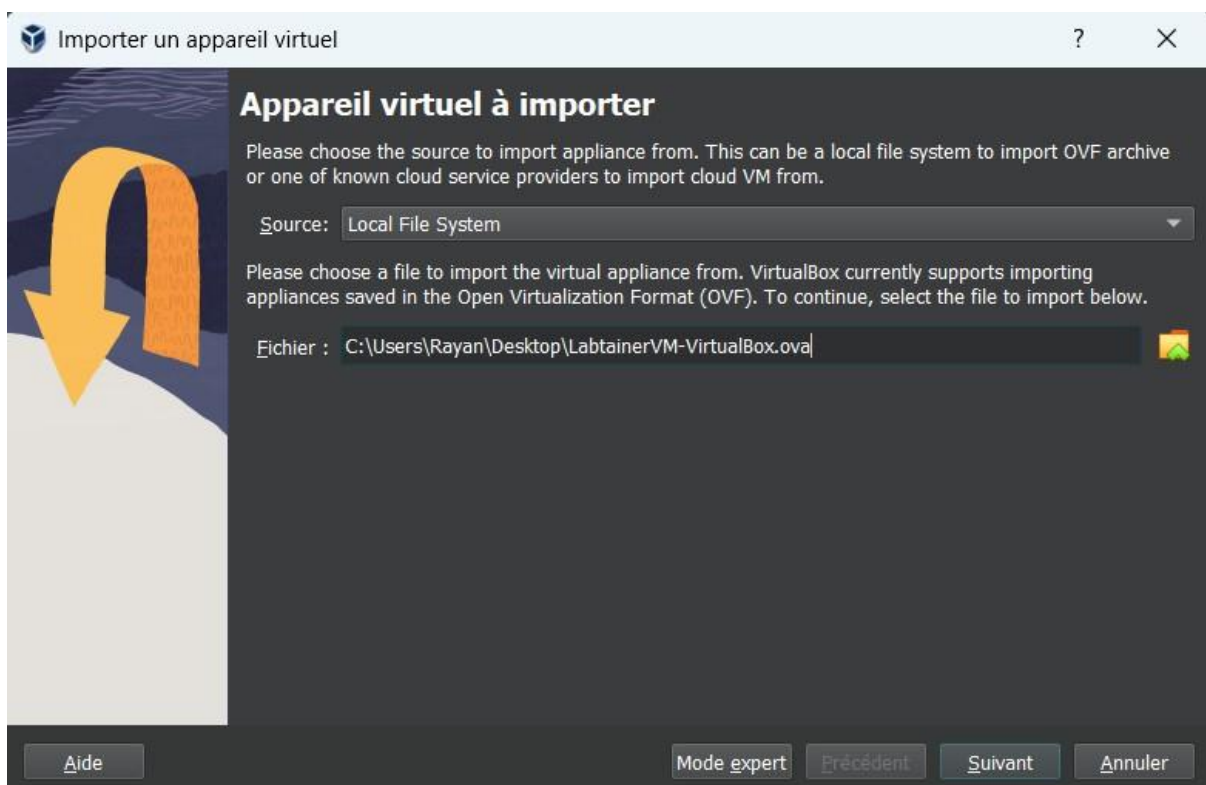 Importer un appareil virtuel
?
Appareil virtuel à importer
Please choose the source to import appliance from. This can be a local file system to import OVF archive
or one of known cloud service providers to import cloud VM from.
Source: Local File System
Please choose a file to import the virtual appliance from. VirtualBox currently supports importing
appliances saved in the Open Virtualization Format (OVF). To continue, select the file to import below.
Fichier : C:\Users\Rayan\Desktop\LabtainerVM-VirtualBox.ova
Aide Mode expert Précédent Suivant Annuler